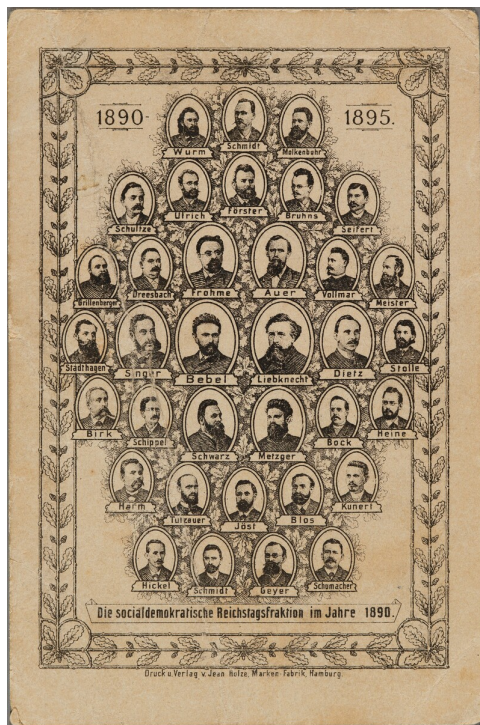 1890-
1895.
Wurm
Schmidt
Molkenbuhr
Schultze
Ulrich
Förster
Bruhns
Seifert
Grillenberger
Dreesbach
Frohme
Auer
Vollmar
Meister
Stadthagen
Singer
Bebel
Liebknecht
Dietz
Stolle
Birk
Schippel
Schwarz
Metzger
Bock
Heine
Harm
Tutzauer
Jöst
Blos
Kunert
Hickel
Schmidt
Geyer
Schumacher
Die socialdemokratische Reichstagsfraktion im Jahre 1890.
Druck u. Verlag v. Jean Holze, Marken-Fabrik, Hamburg.